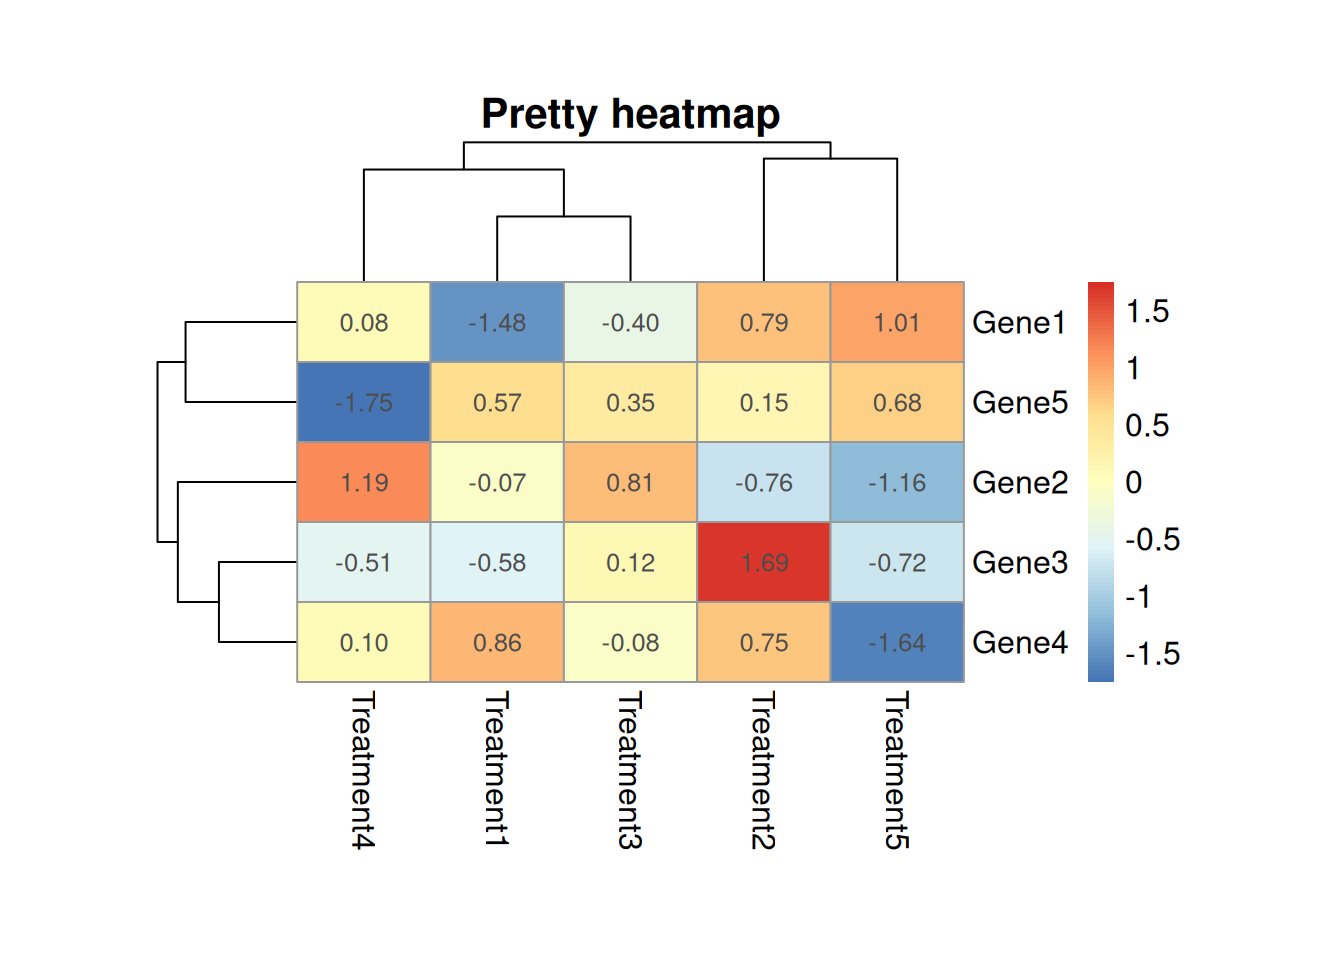 Pretty heatmap
0.08 -1.48 -0.40 0.79 1.01 Gene1
-1.75 0.57 0.35 0.15 0.68 Gene5
1.19 -0.07 0.81 -0.76 -1.16 Gene2
-0.51 -0.58 0.12 1.69 -0.72 Gene3
0.10 0.86 -0.08 0.75 -1.64 Gene4
Treatment4
Treatment1
Treatment3
Treatment2
Treatment5
1.5
1
0.5
0
-0.5
-1
-1.5